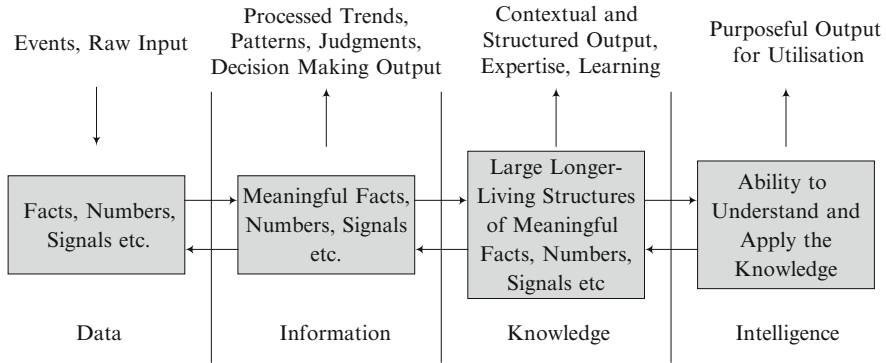 Events, Raw Input
Processed Trends,
Patterns, Judgments,
Decision Making Output
Contextual and
Structured Output,
Expertise, Learning
Purposeful Output
for Utilisation
Facts, Numbers,
Signals etc.
Meaningful Facts,
Numbers, Signals
etc.
Large Longer-
Living Structures
of Meaningful
Facts, Numbers,
Signals etc
Ability to
Understand and
Apply the
Knowledge
Data
Information
Knowledge
Intelligence